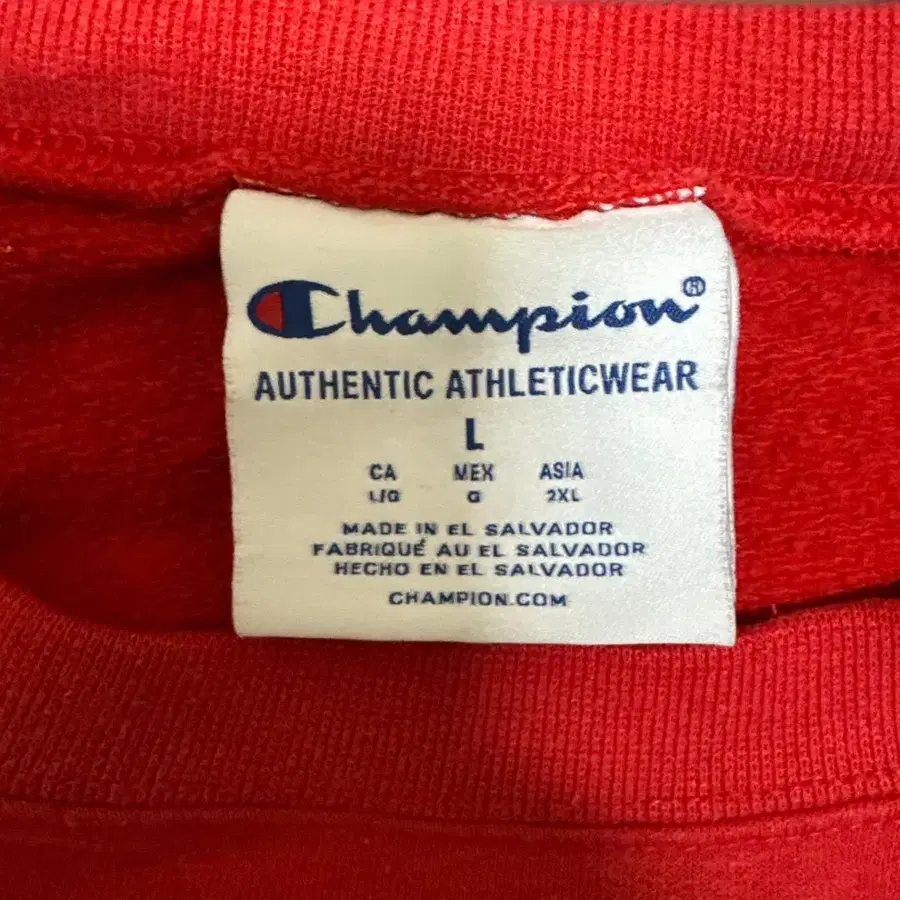 Champion®
AUTHENTIC ATHLETICWEAR
L
CA MEX ASIA
L/G G 2XL
MADE IN EL SALVADOR
FABRIQUÉ AU EL SALVADOR
HECHO EN EL SALVADOR
CHAMPION.COM